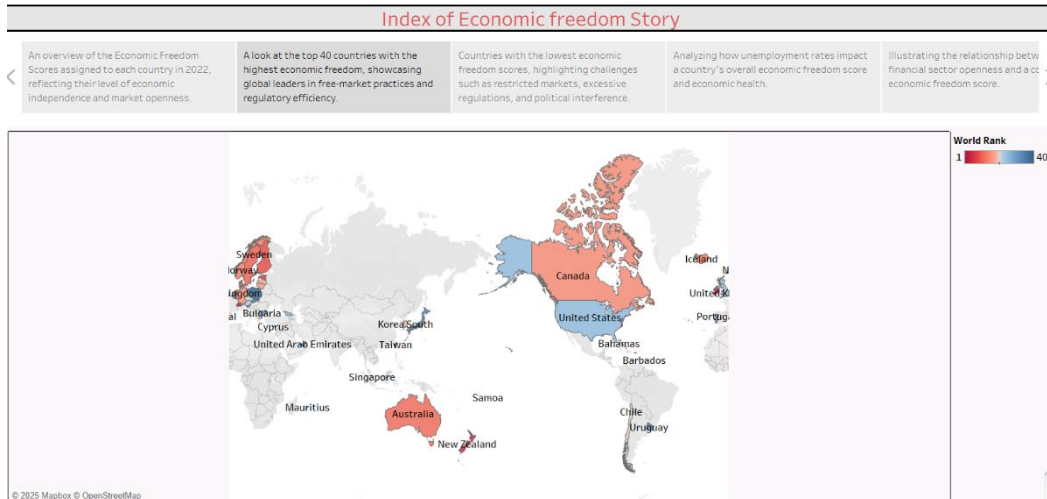 Index of Economic freedom Story
An overview of the Economic Freedom
Scores assigned to each country in 2022,
reflecting their level of economic
independence and market openness.
A look at the top 40 countries with the
highest economic freedom, showcasing
global leaders in free-market practices and
regulatory efficiency.
Countries with the lowest economic
freedom scores, highlighting challenges
such as restricted markets, excessive
regulations, and political interference.
Analyzing how unemployment rates impact
a country's overall economic freedom score
and economic health.
Illustrating the relationship betw
financial sector openness and a co
economic freedom score.
World Rank
1 40
Sweden
orway
ingdom
al
Bulgaria
Cyprus
United Arab Emirates
Korea South
Taiwan
Singapore
Mauritius
Australia
New Zealand
Samoa
Canada
United States
Bahamas
Barbados
Chile
Uruguay
Iceland
N
United K
Portuga
© 2025 Mapbox © OpenStreetMap